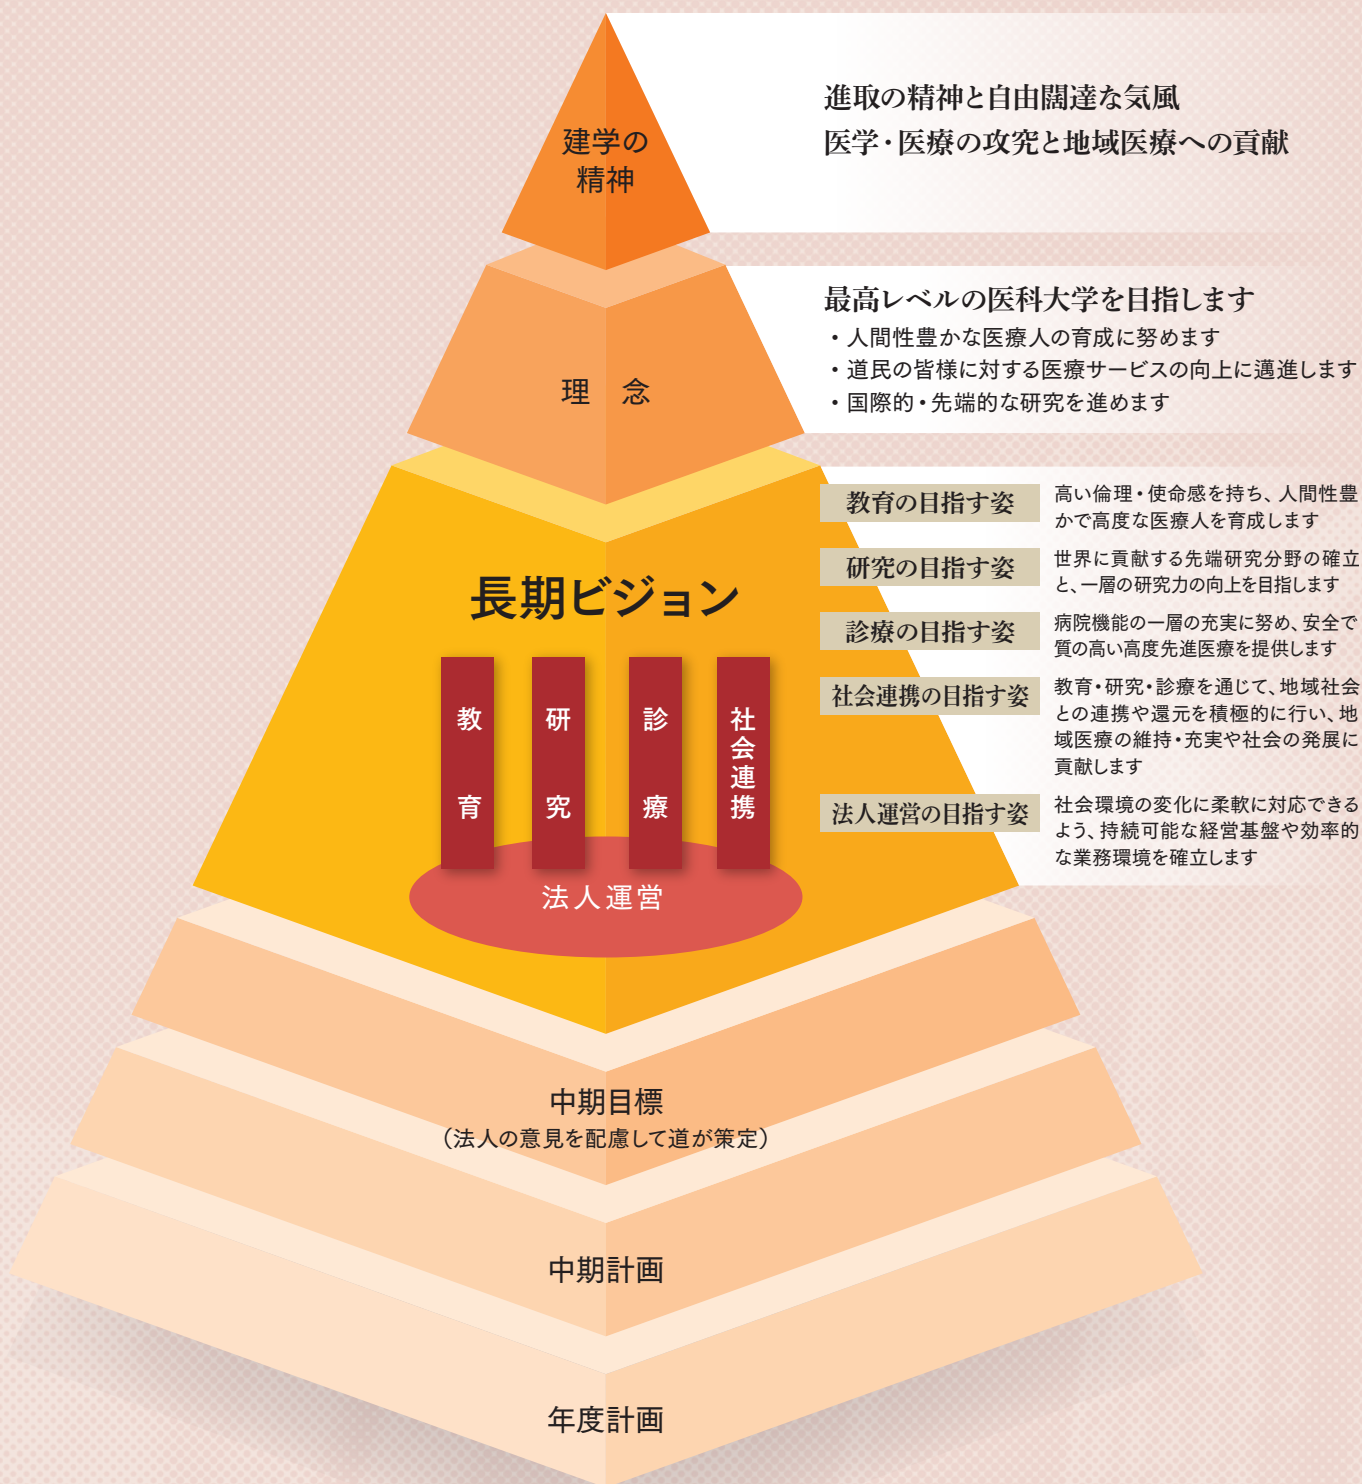 建学の
精神
進取の精神と自由闊達な気風
医学・医療の攻究と地域医療への貢献
理　念
最高レベルの医科大学を目指します
・人間性豊かな医療人の育成に努めます
・道民の皆様に対する医療サービスの向上に邁進します
・国際的・先端的な研究を進めます
長期ビジョン
教育
研究
診療
社会連携
法人運営
教育の目指す姿
高い倫理・使命感を持ち、人間性豊
かで高度な医療人を育成します
研究の目指す姿
世界に貢献する先端研究分野の確立
と、一層の研究力の向上を目指します
診療の目指す姿
病院機能の一層の充実に努め、安全で
質の高い高度先進医療を提供します
社会連携の目指す姿
教育・研究・診療を通じて、地域社会
との連携や還元を積極的に行い、地
域医療の維持・充実や社会の発展に
貢献します
法人運営の目指す姿
社会環境の変化に柔軟に対応できる
よう、持続可能な経営基盤や効率的
な業務環境を確立します
中期目標
（法人の意見を配慮して道が策定）
中期計画
年度計画